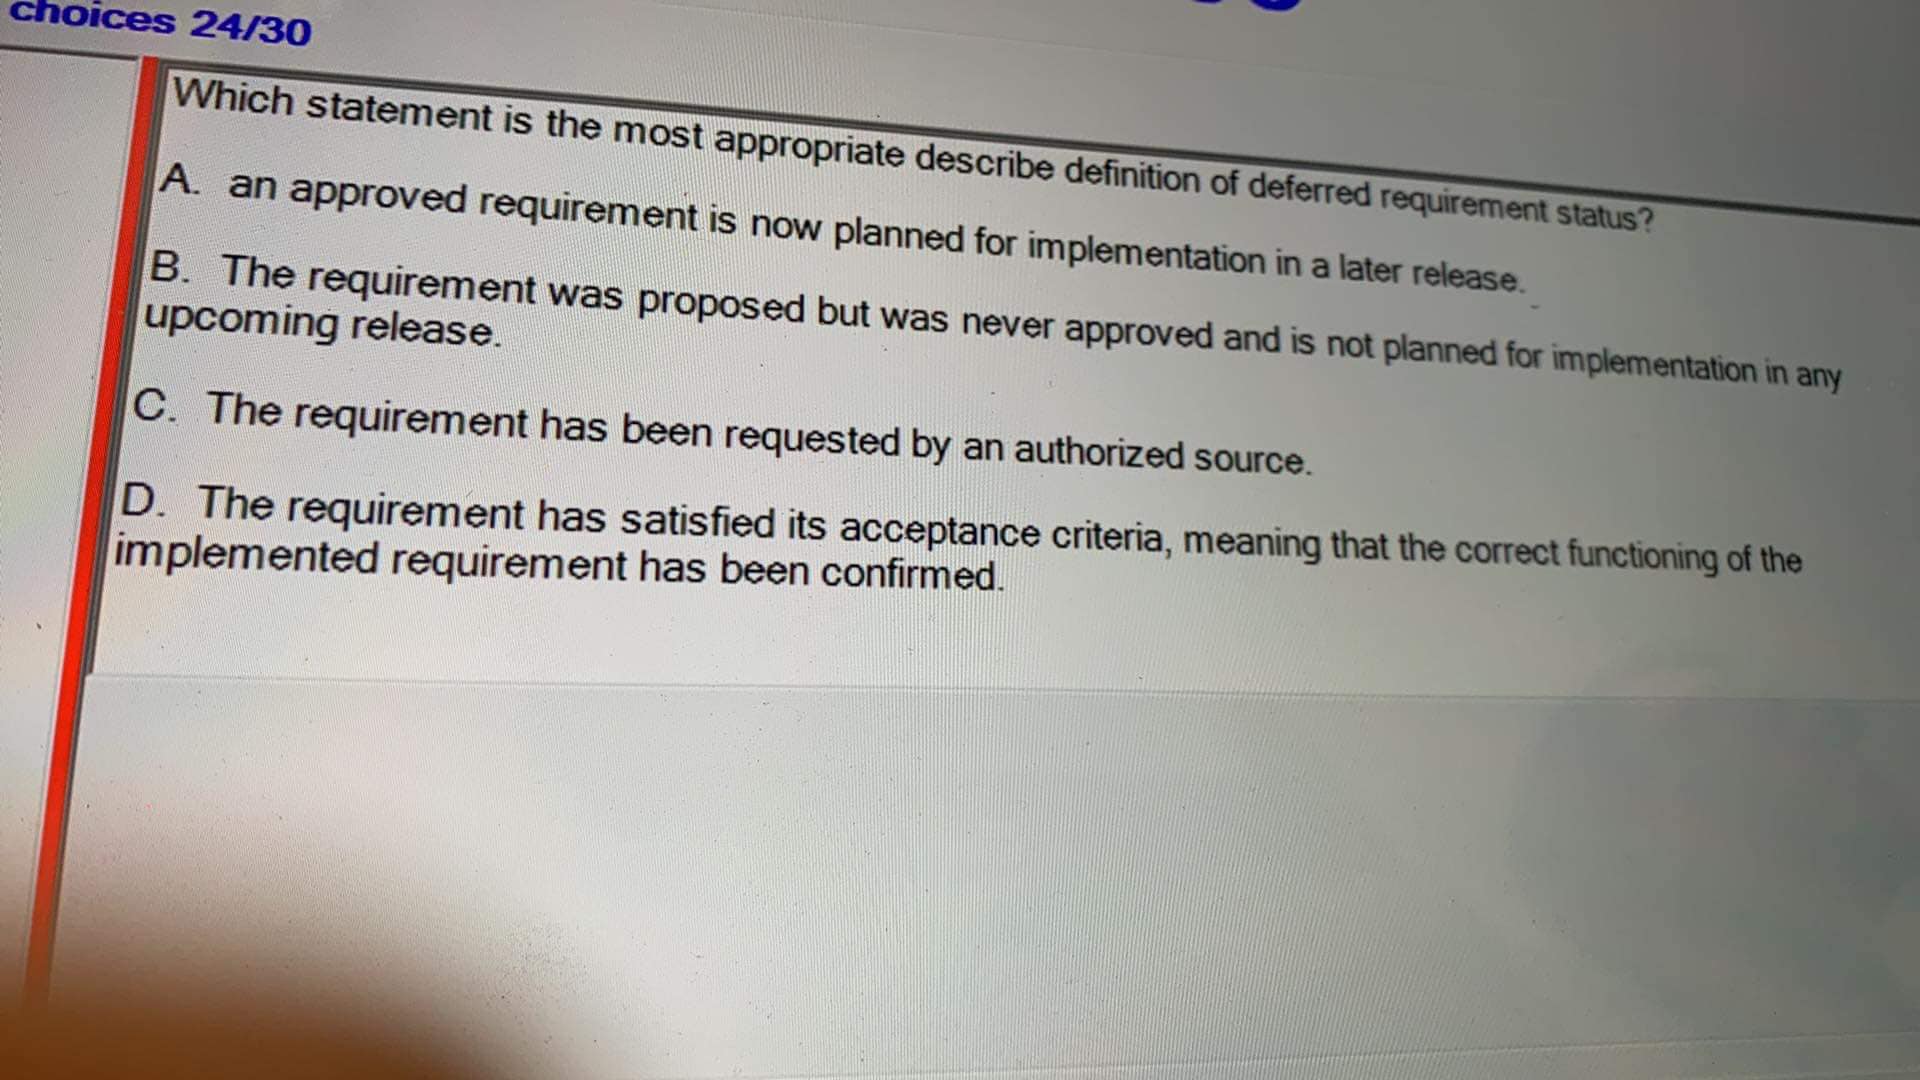 choices 24/30
Which statement is the most appropriate describe definition of deferred requirement status?
A. an approved requirement is now planned for implementation in a later release.
B. The requirement was proposed but was never approved and is not planned for implementation in any
upcoming release.
C. The requirement has been requested by an authorized source.
D. The requirement has satisfied its acceptance criteria, meaning that the correct functioning of the
implemented requirement has been confirmed.